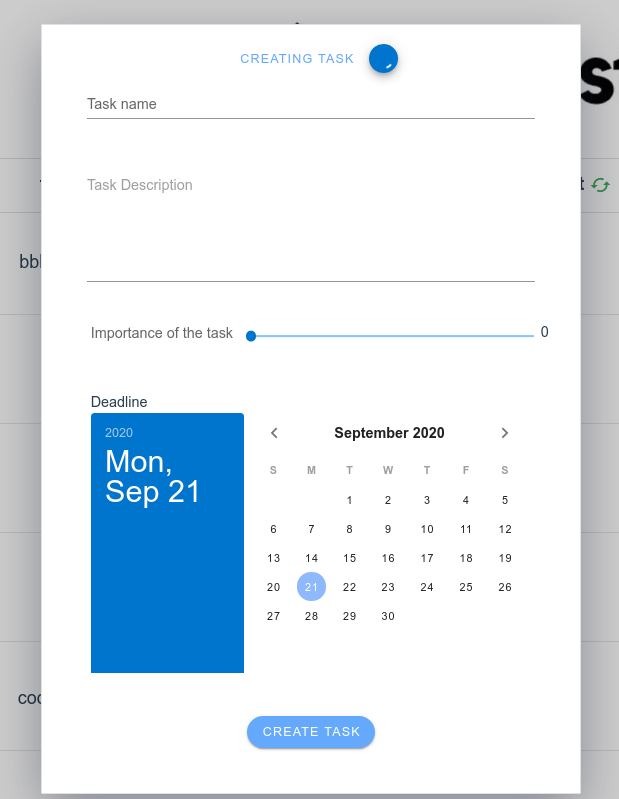 CREATING TASK
Task name
Task Description
Importance of the task 0
Deadline
2020
Mon,
Sep 21
September 2020
S M T W T F S
1 2 3 4 5
6 7 8 9 10 11 12
13 14 15 16 17 18 19
20 21 22 23 24 25 26
27 28 29 30
CREATE TASK